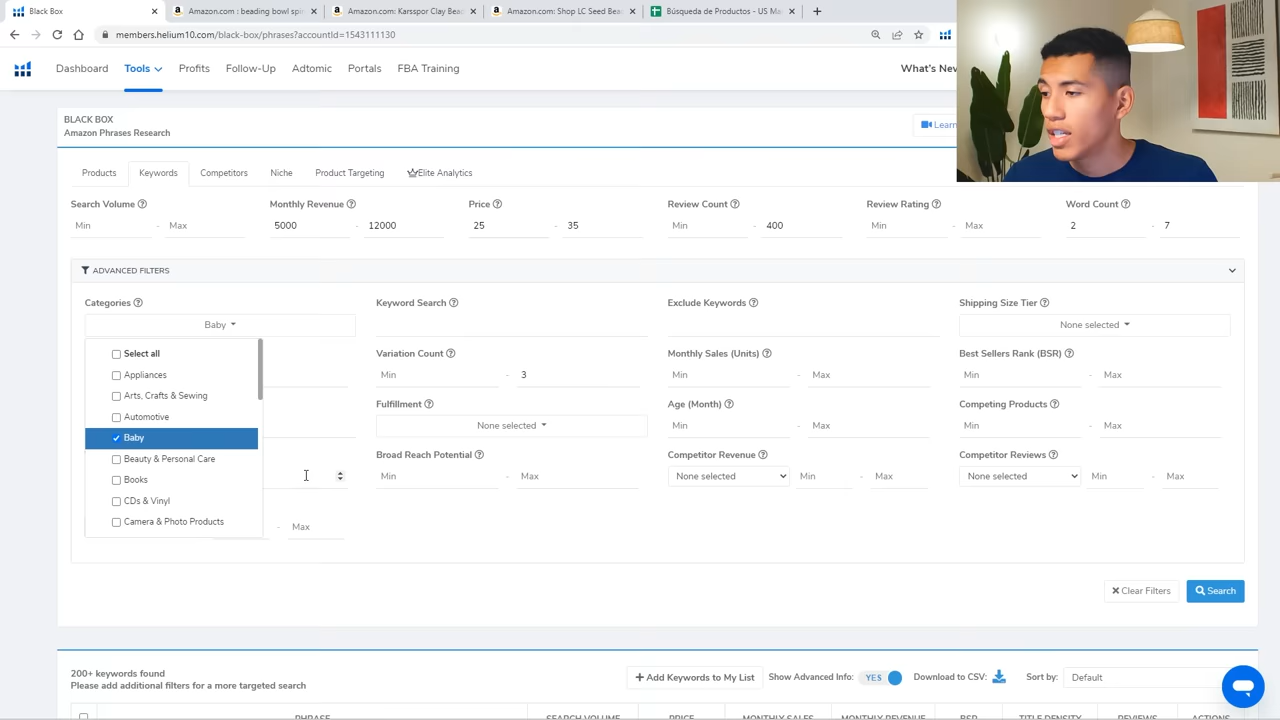 Black Box
Amazon.com : beading bowl spin
Amazon.com: Karsspor Clay Bea
Amazon.com: Shop LC Seed Bea
Búsqueda de Productos - US Ma
members.helium10.com/black-box/phrases?accountId=1543111130
Dashboard
Tools
Profits
Follow-Up
Adtomic
Portals
FBA Training
What's New
BLACK BOX
Amazon Phrases Research
Learn
Products
Keywords
Competitors
Niche
Product Targeting
Elite Analytics
Search Volume
Monthly Revenue
Price
Review Count
Review Rating
Word Count
Min - Max
5000 - 12000
25 - 35
Min - 400
Min - Max
2 - 7
ADVANCED FILTERS
Categories
Keyword Search
Exclude Keywords
Shipping Size Tier
Baby
None selected
Select all
Appliances
Arts, Crafts & Sewing
Automotive
Baby
Beauty & Personal Care
Books
CDs & Vinyl
Camera & Photo Products
Variation Count
Monthly Sales (Units)
Best Sellers Rank (BSR)
Min - 3
Min - Max
Min - Max
Fulfillment
Age (Month)
Competing Products
None selected
Min - Max
Min - Max
Broad Reach Potential
Competitor Revenue
Competitor Reviews
Min - Max
None selected
Min - Max
None selected
Min - Max
- Max
Clear Filters
Search
200+ keywords found
Please add additional filters for a more targeted search
+ Add Keywords to My List
Show Advanced Info: YES
Download to CSV:
Sort by: Default
PHRASE
SEARCH VOLUME
PRICE
MONTHLY SALES
MONTHLY REVENUE
BSR
TITLE DENSITY
REVIEWS
ACTIONS